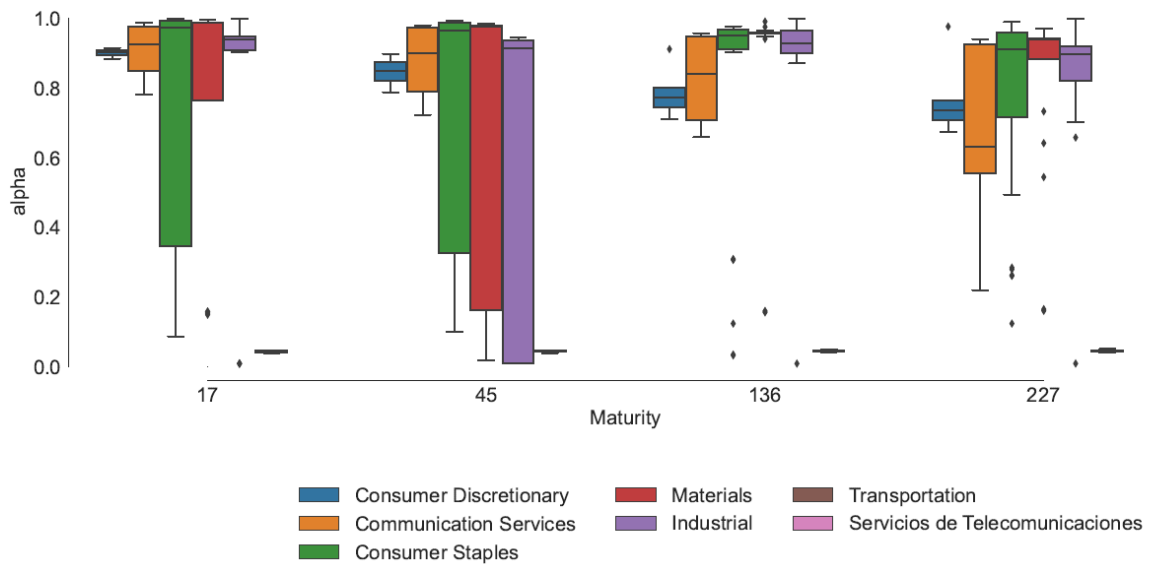 1.0
0.8
0.6
0.4
0.2
0.0
alpha
17 45 136 227
Maturity
Consumer Discretionary Materials Transportation
Communication Services Industrial Servicios de Telecomunicaciones
Consumer Staples